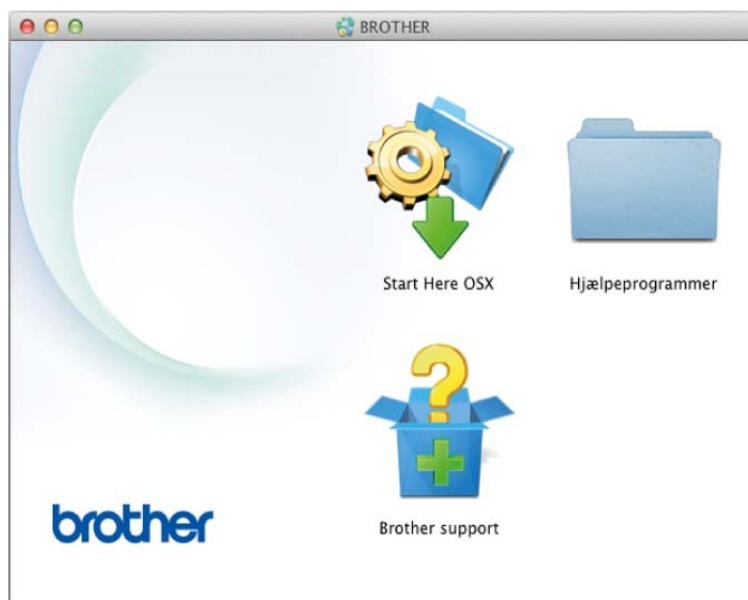 BROTHER
Start Here OSX
Hjælpeprogrammer
Brother support
brother